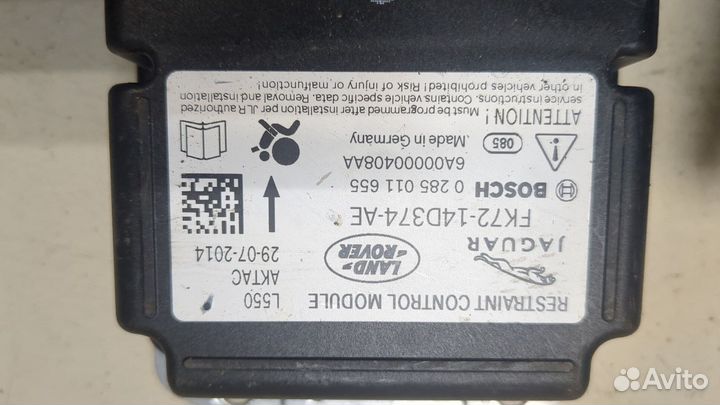 RESTRAINT CONTROL MODULE
L550
AKTAC
29-07-2014
JAGUAR
LAND
ROVER
FK72-14D374-AE
BOSCH 0 285 011 655
6A00000408AA
Made in Germany.
085
ATTENTION !
Must be programmed after installation per JLR authorized
service instructions. Contains vehicle specific data. Removal and installation
in other vehicles prohibited! Risk of injury or malfunction!
Avito